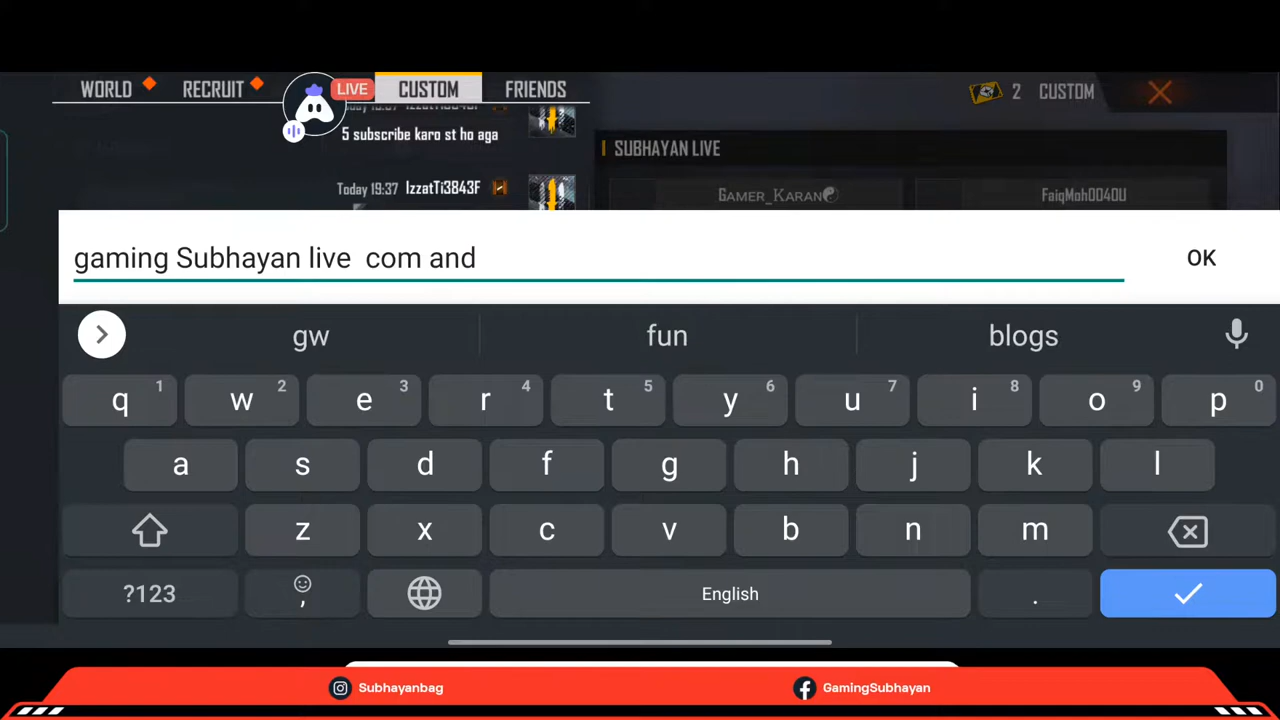 WORLD RECRUIT LIVE CUSTOM FRIENDS 2 CUSTOM
5 subscribe karo st ho aga
SUBHAYAN LIVE
Today 19:37 IzzatTi3843F
GAMER_KARAN☯ FaiqMoh0040U
gaming Subhayan live  com and OK
gw fun blogs
q 1 w 2 e 3 r 4 t 5 y 6 u 7 i 8 o 9 p 0
a s d f g h j k l
z x c v b n m
?123 , English .
Subhayanbag GamingSubhayan